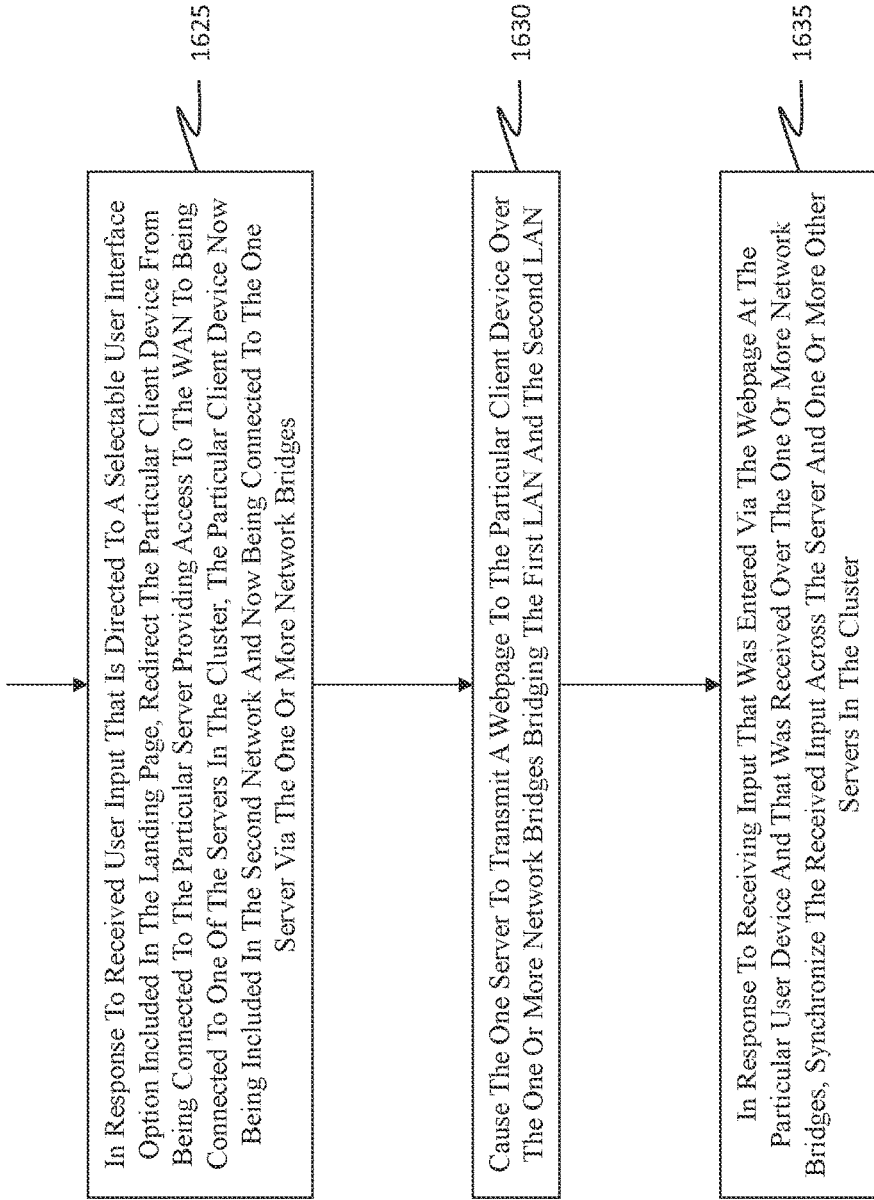 In Response To Received User Input That Is Directed To A Selectable User Interface
Option Included In The Landing Page, Redirect The Particular Client Device From
Being Connected To The Particular Server Providing Access To The WAN To Being
Connected To One Of The Servers In The Cluster, The Particular Client Device Now
Being Included In The Second Network And Now Being Connected To The One
Server Via The One Or More Network Bridges
1625
Cause The One Server To Transmit A Webpage To The Particular Client Device Over
The One Or More Network Bridges Bridging The First LAN And The Second LAN
1630
In Response To Receiving Input That Was Entered Via The Webpage At The
Particular User Device And That Was Received Over The One Or More Network
Bridges, Synchronize The Received Input Across The Server And One Or More Other
Servers In The Cluster
1635